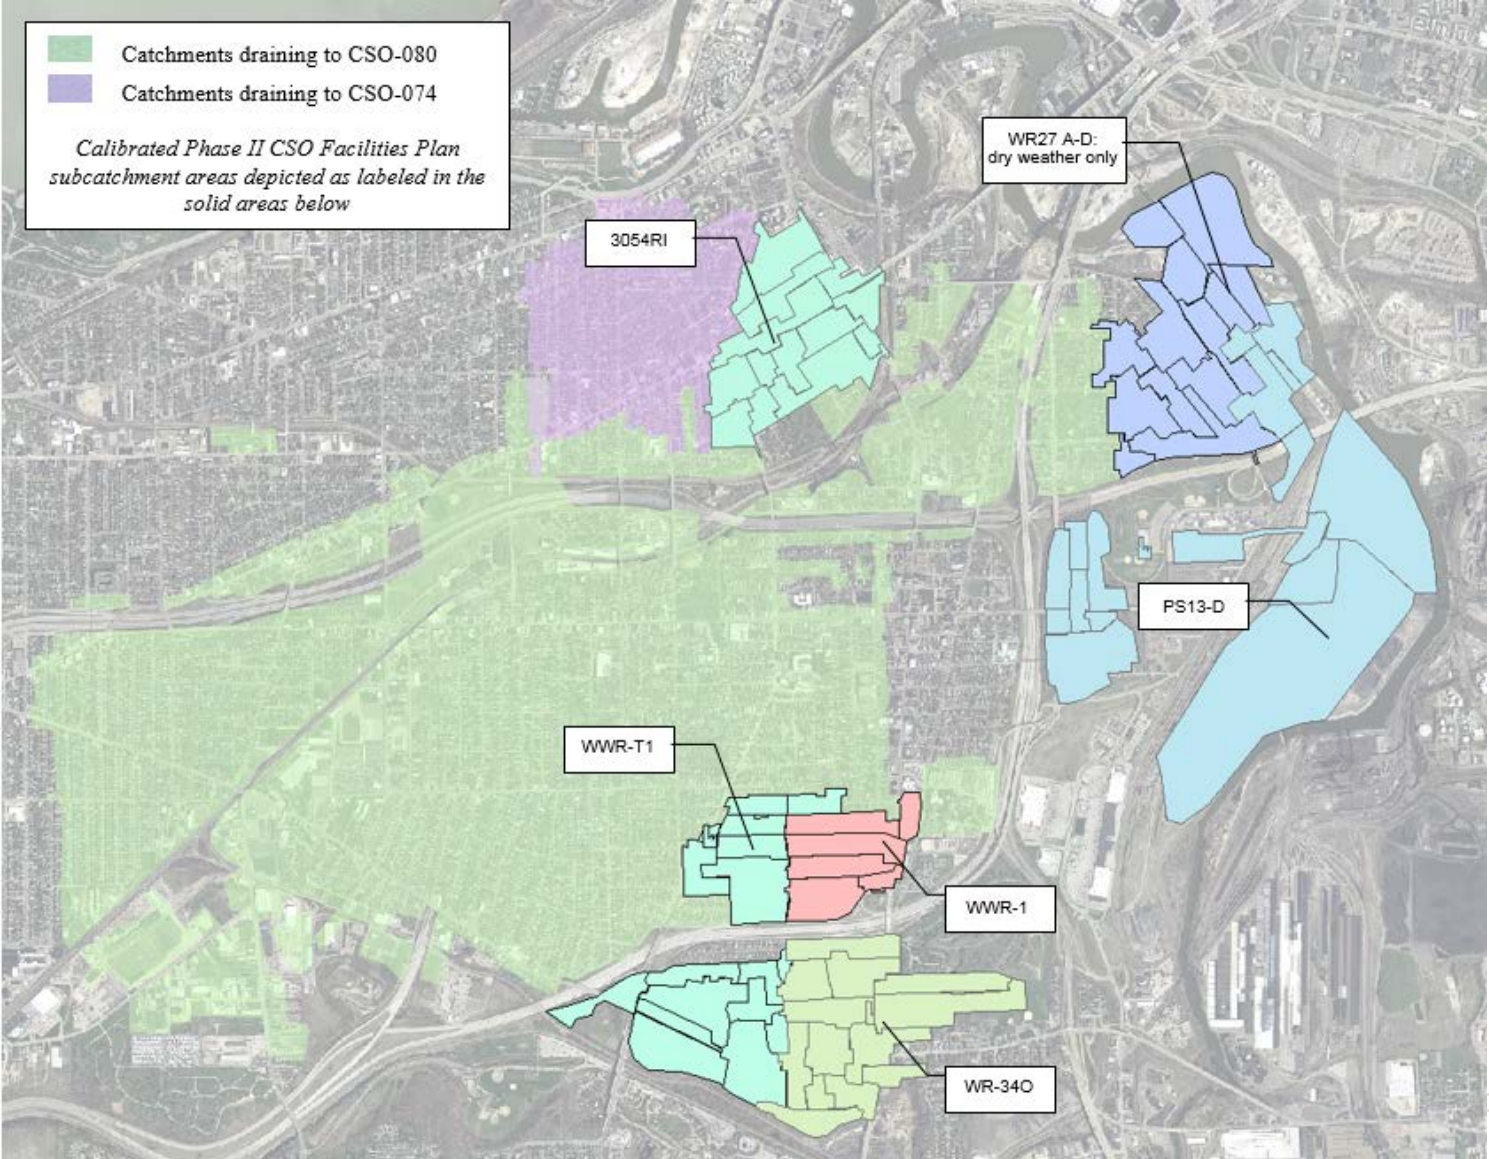 Catchments draining to CSO-080
Catchments draining to CSO-074
Calibrated Phase II CSO Facilities Plan
subcatchment areas depicted as labeled in the
solid areas below
WR27 A-D:
dry weather only
3054RI
PS13-D
WWR-T1
WWR-1
WR-34O